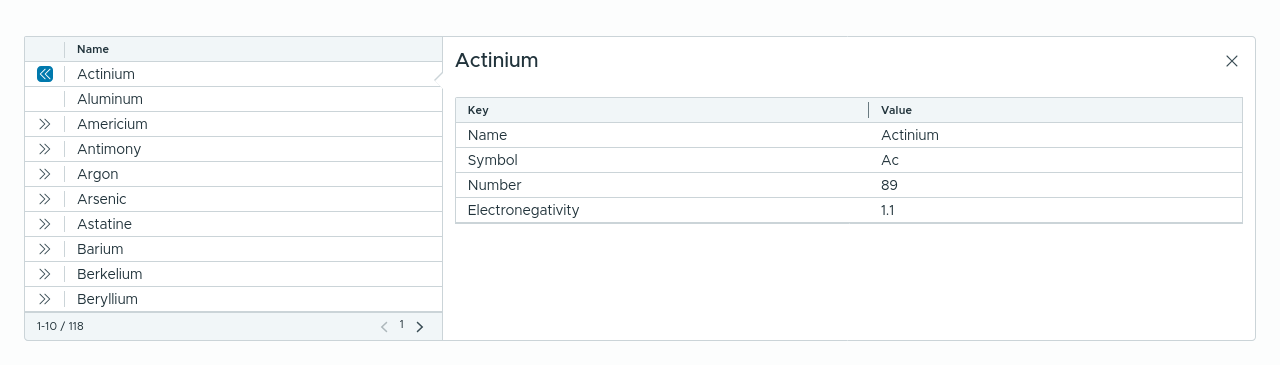 Name
Actinium
Aluminum
Americium
Antimony
Argon
Arsenic
Astatine
Barium
Berkelium
Beryllium
1-10 / 118
1
Actinium
Key Value
Name Actinium
Symbol Ac
Number 89
Electronegativity 1.1